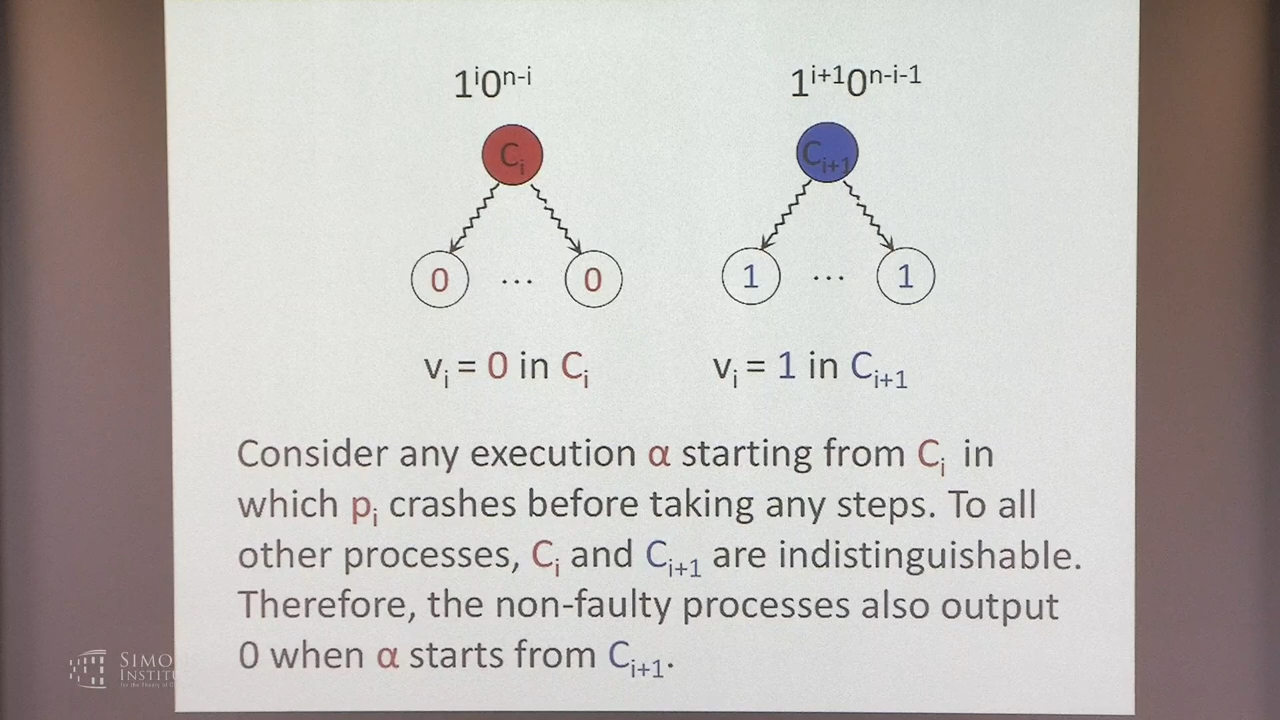 1ⁱ0ⁿ⁻ⁱ 1ⁱ⁺¹0ⁿ⁻ⁱ⁻¹
Cᵢ Cᵢ₊₁
0 ... 0 1 ... 1
vᵢ = 0 in Cᵢ vᵢ = 1 in Cᵢ₊₁
Consider any execution α starting from Cᵢ in
which pᵢ crashes before taking any steps. To all
other processes, Cᵢ and Cᵢ₊₁ are indistinguishable.
Therefore, the non-faulty processes also output
0 when α starts from Cᵢ₊₁.